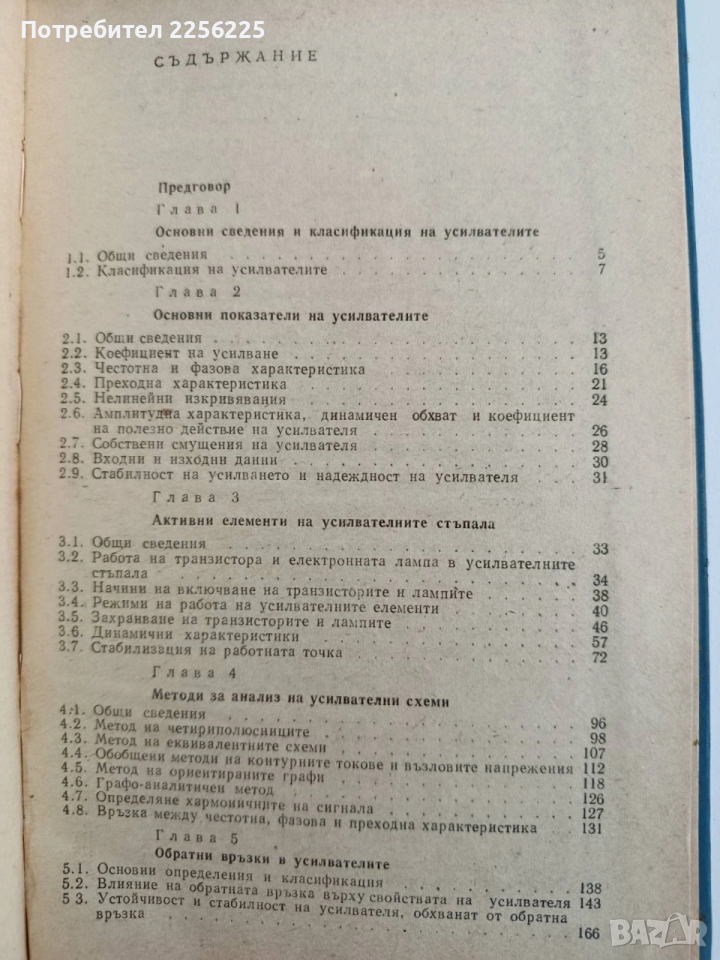 Потребител 2256225
СЪДЪРЖАНИЕ
Предговор
Глава 1
Основни сведения и класификация на усилвателите
1.1. Общи сведения 5
1.2. Класификация на усилвателите 7
Глава 2
Основни показатели на усилвателите
2.1. Общи сведения 13
2.2. Коефициент на усилване 13
2.3. Честотна и фазова характеристика 16
2.4. Преходна характеристика 21
2.5. Нелинейни изкривявания 24
2.6. Амплитудна характеристика, динамичен обхват и коефициент
на полезно действие на усилвателя 26
2.7. Собствени смущения на усилвателя 28
2.8. Входни и изходни данни 30
2.9. Стабилност на усилването и надеждност на усилвателя 31
Глава 3
Активни елементи на усилвателните стъпала
3.1. Общи сведения 33
3.2. Работа на транзистора и електронната лампа в усилвателните
стъпала 34
3.3. Начини на включване на транзисторите и лампите 38
3.4. Режими на работа на усилвателните елементи 40
3.5. Захранване на транзисторите и лампите 46
3.6. Динамични характеристики 57
3.7. Стабилизация на работната точка 72
Глава 4
Методи за анализ на усилвателни схеми
4.1. Общи сведения 96
4.2. Метод на четириполюсниците 98
4.3. Метод на еквивалентните схеми 107
4.4. Обобщени методи на контурните токове и възловите напрежения 112
4.5. Метод на ориентираните графи 118
4.6. Графо-аналитичен метод 126
4.7. Определяне хармоничните на сигнала 127
4.8. Връзка между честотна, фазова и преходна характеристика 131
Глава 5
Обратни връзки в усилвателите
5.1. Основни определения и класификация 138
5.2. Влияние на обратната връзка върху свойствата на усилвателя 143
5 3. Устойчивост и стабилност на усилвателя, обхванат от обратна
връзка 166
BAZAR